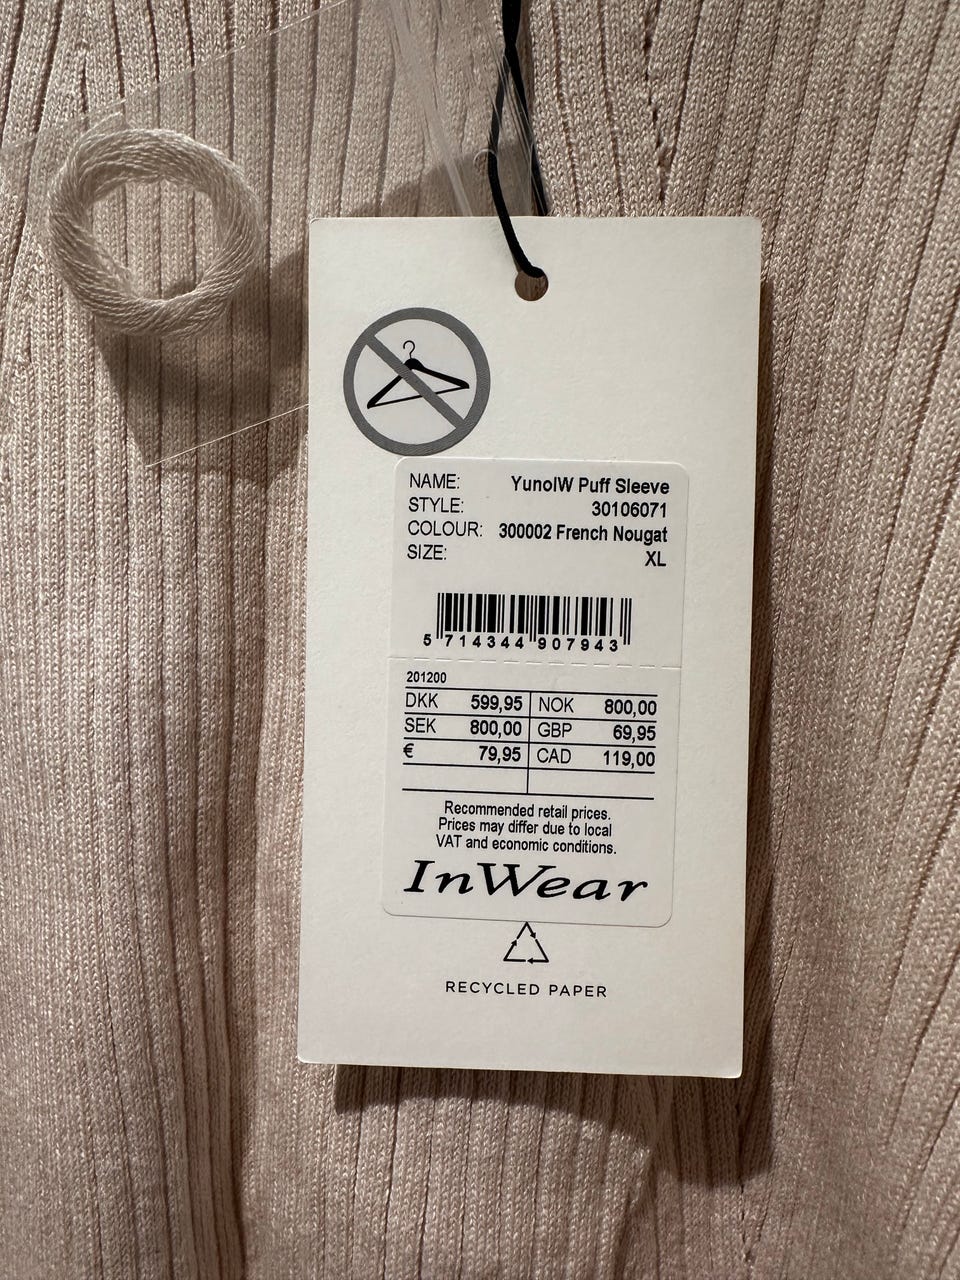 NAME: YunoIW Puff Sleeve
STYLE: 30106071
COLOUR: 300002 French Nougat
SIZE: XL
5 714344 907943
201200
DKK 599,95 NOK 800,00
SEK 800,00 GBP 69,95
€ 79,95 CAD 119,00
Recommended retail prices.
Prices may differ due to local
VAT and economic conditions.
InWear
RECYCLED PAPER